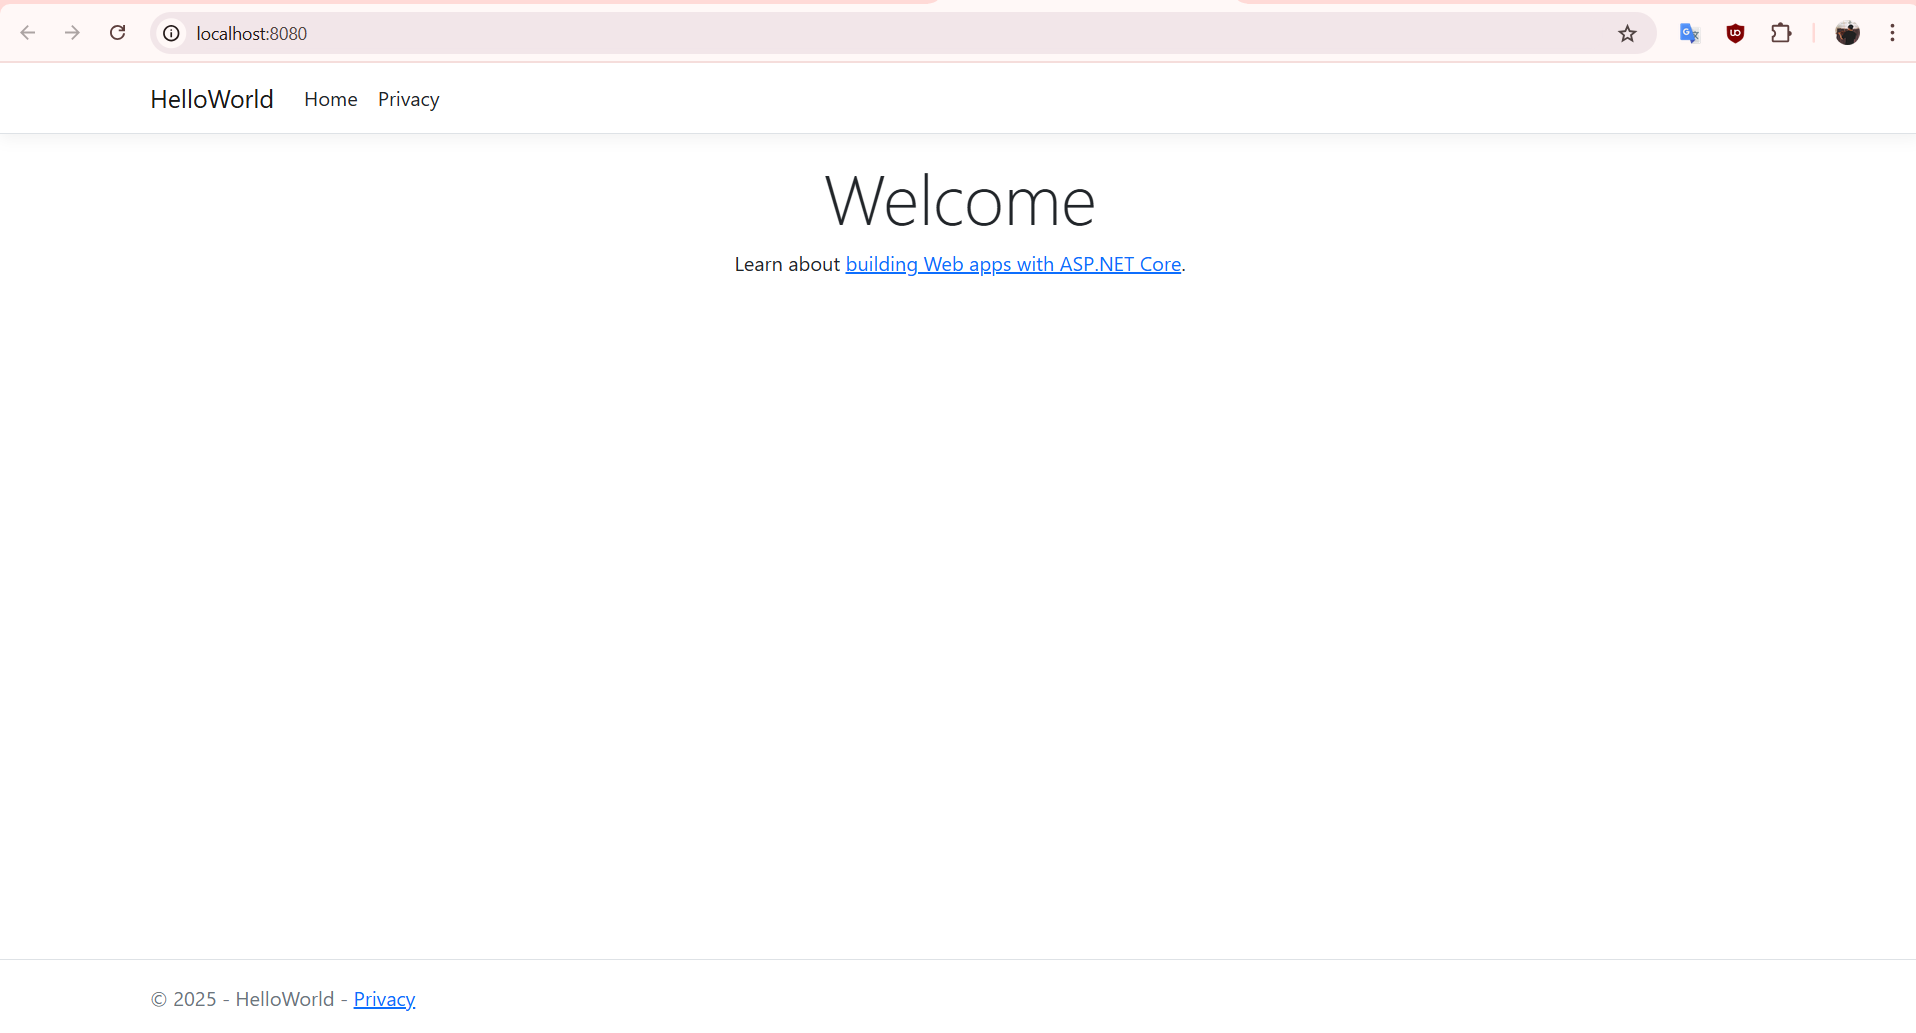 localhost:8080
HelloWorld Home Privacy
Welcome
Learn about building Web apps with ASP.NET Core.
© 2025 - HelloWorld - Privacy